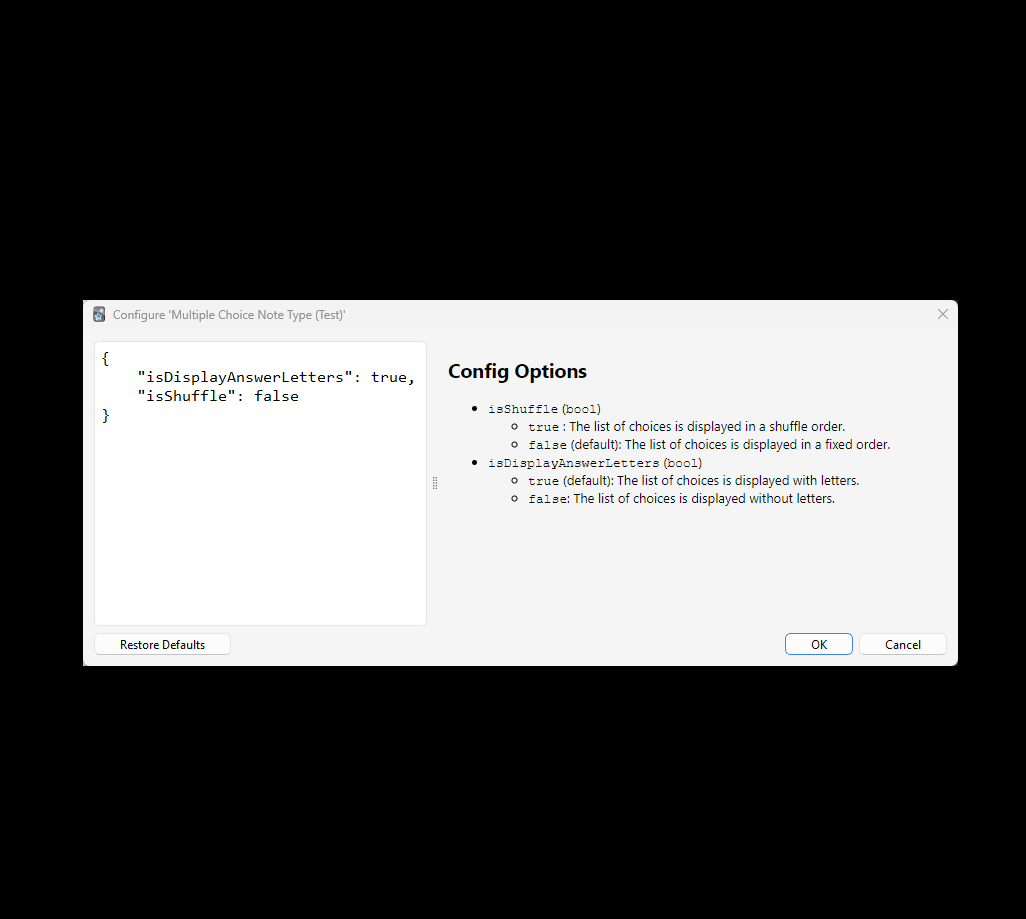 Configure 'Multiple Choice Note Type (Test)'
{
    "isDisplayAnswerLetters": true,
    "isShuffle": false
}
Config Options
• isShuffle (bool)
○ true : The list of choices is displayed in a shuffle order.
○ false (default): The list of choices is displayed in a fixed order.
• isDisplayAnswerLetters (bool)
○ true (default): The list of choices is displayed with letters.
○ false: The list of choices is displayed without letters.
Restore Defaults
OK
Cancel